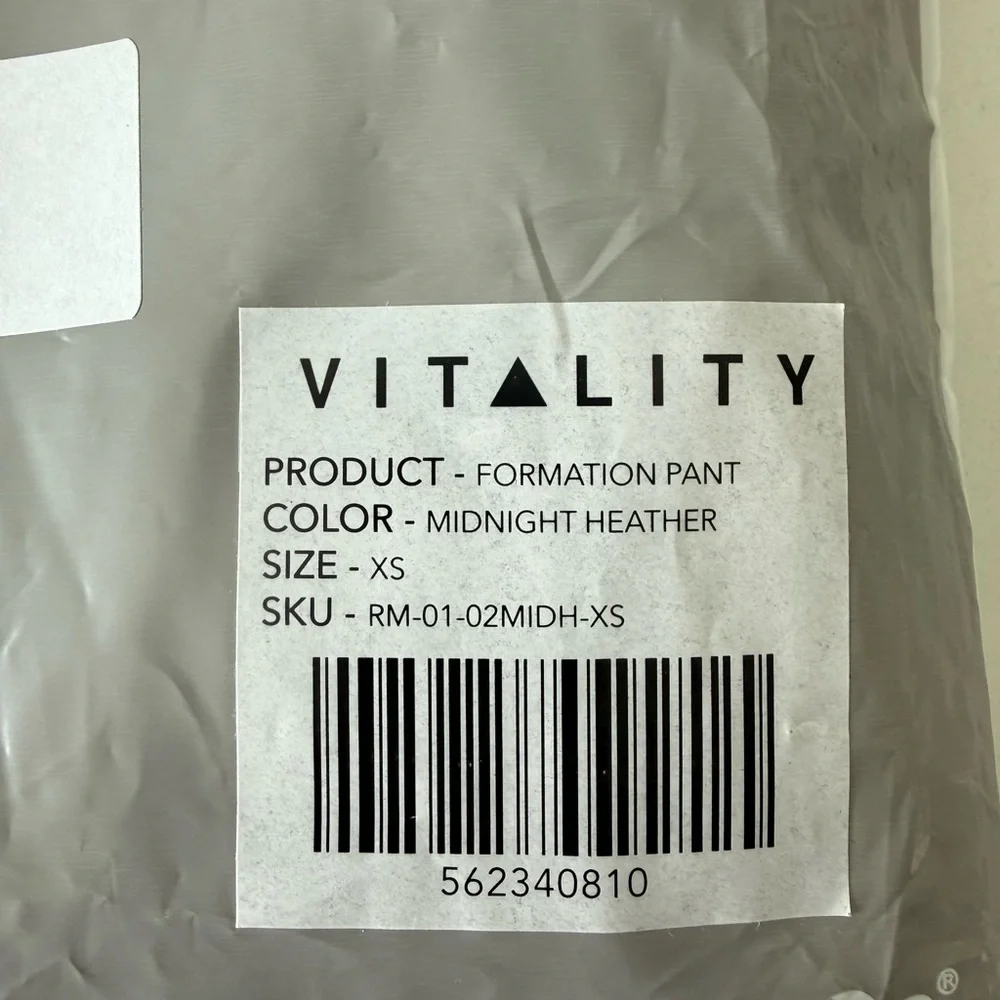 VIT▲LITY
PRODUCT - FORMATION PANT
COLOR - MIDNIGHT HEATHER
SIZE - XS
SKU - RM-01-02MIDH-XS
562340810
®